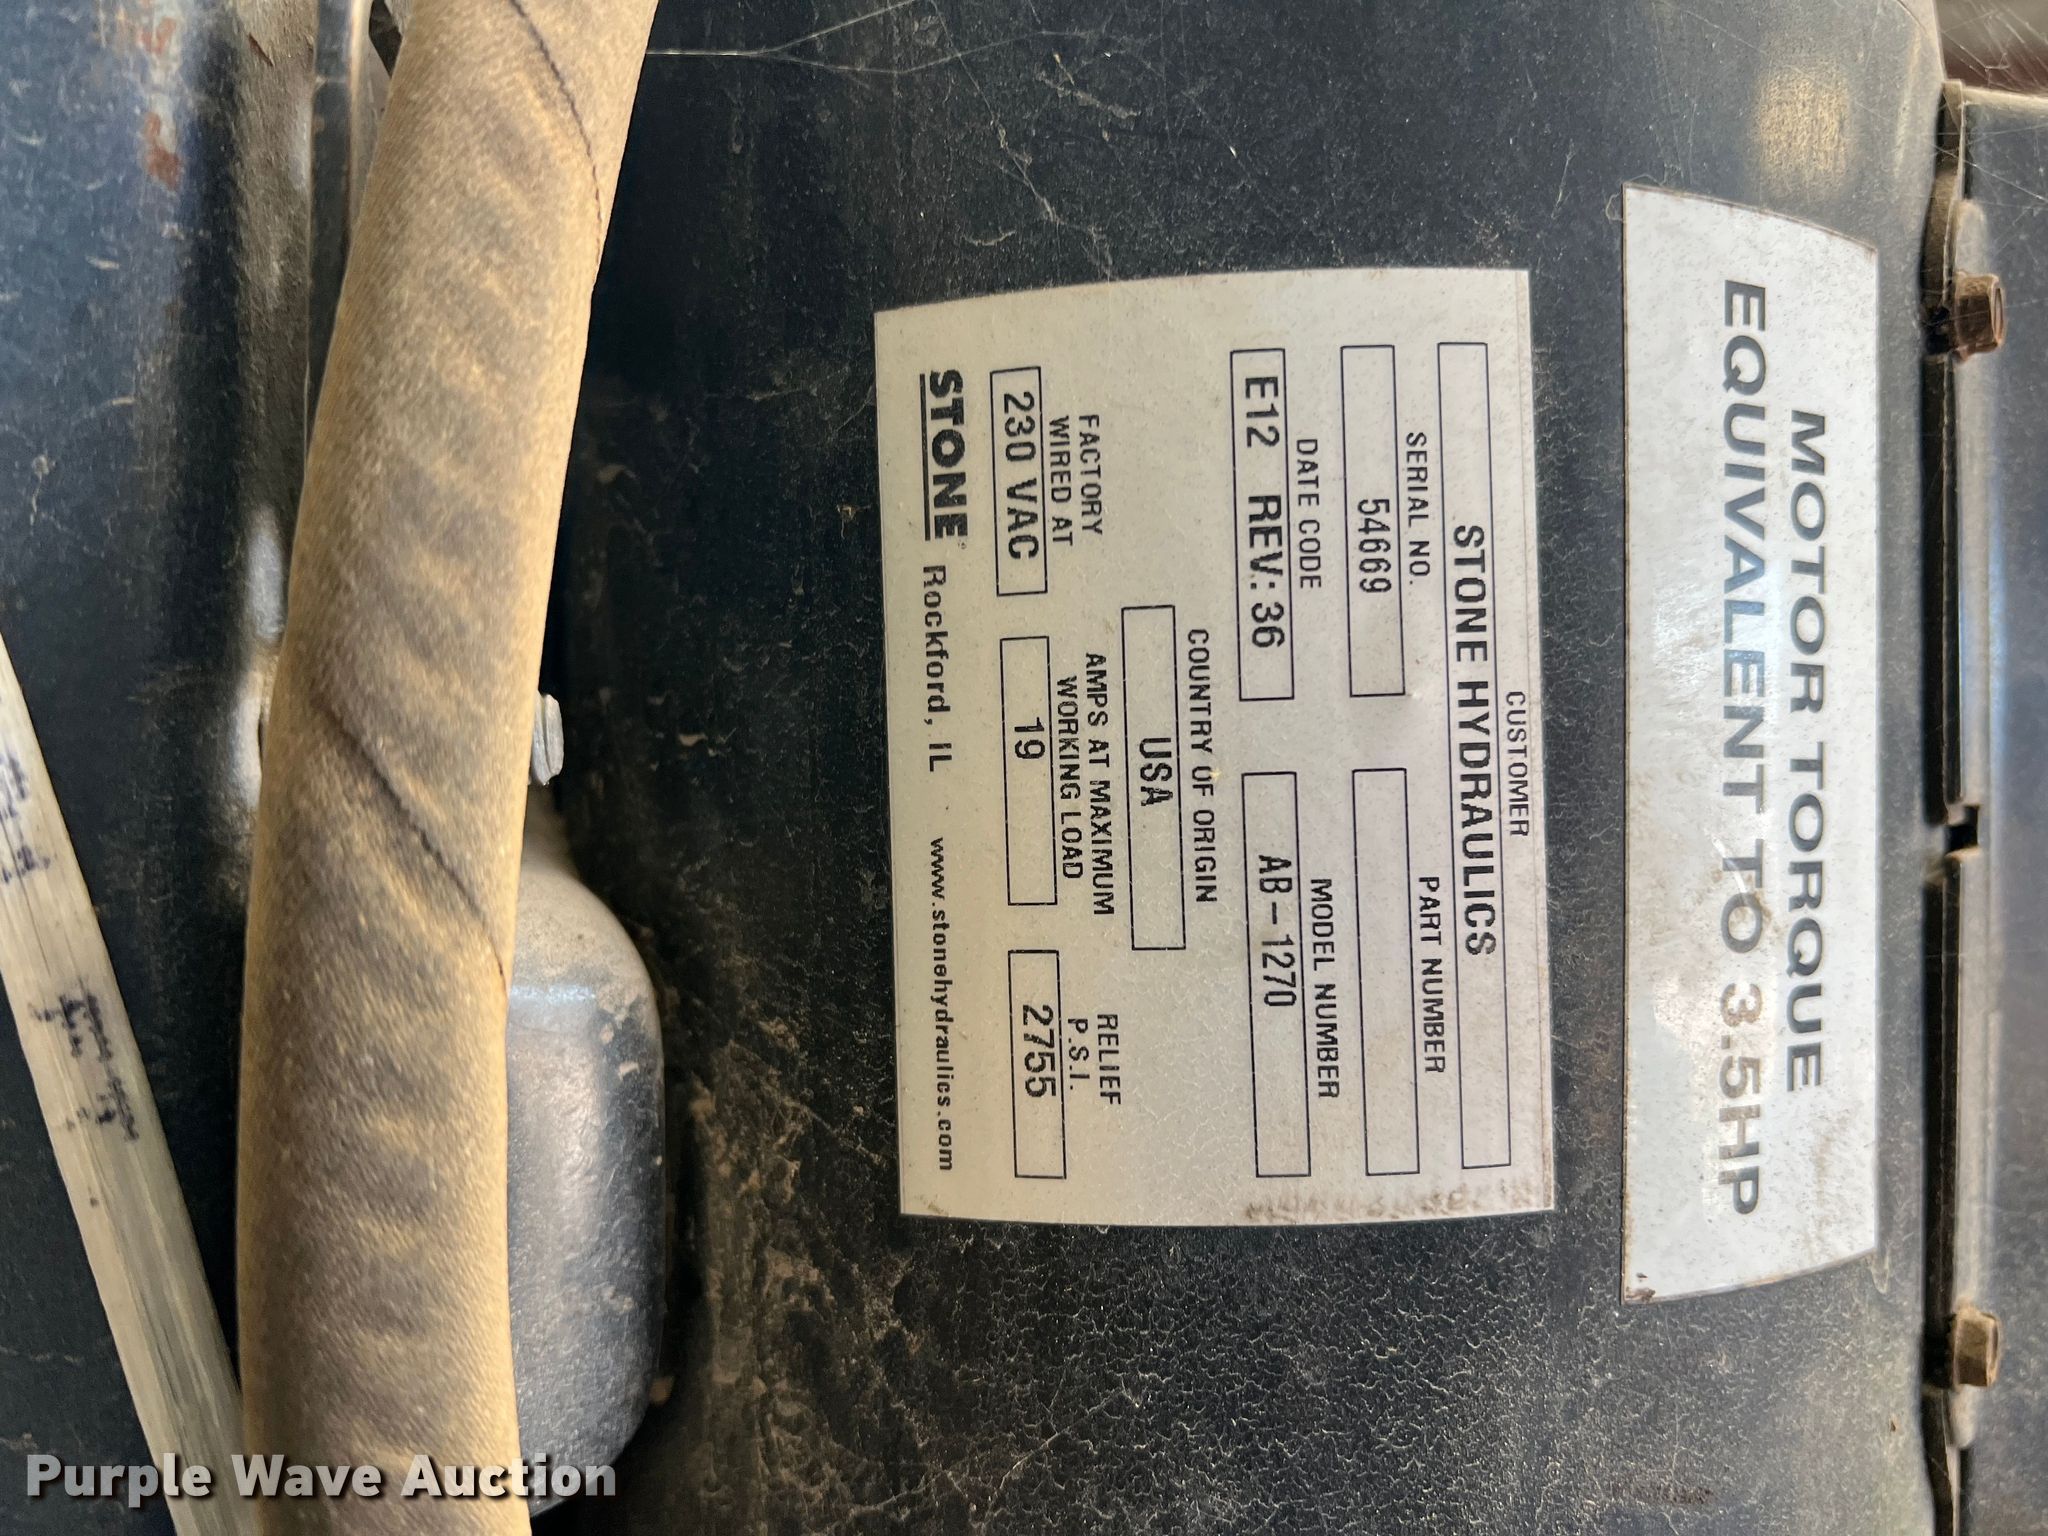 MOTOR TORQUE
EQUIVALENT TO 3.5HP
CUSTOMER
STONE HYDRAULICS
SERIAL NO.
PART NUMBER
54669
DATE CODE
MODEL NUMBER
E12 REV: 36
AB-1270
COUNTRY OF ORIGIN
USA
FACTORY
WIRED AT
AMPS AT MAXIMUM
WORKING LOAD
RELIEF
P.S.I.
230 VAC
19
2755
STONE® Rockford, IL www.stonehydraulics.com
Purple Wave Auction